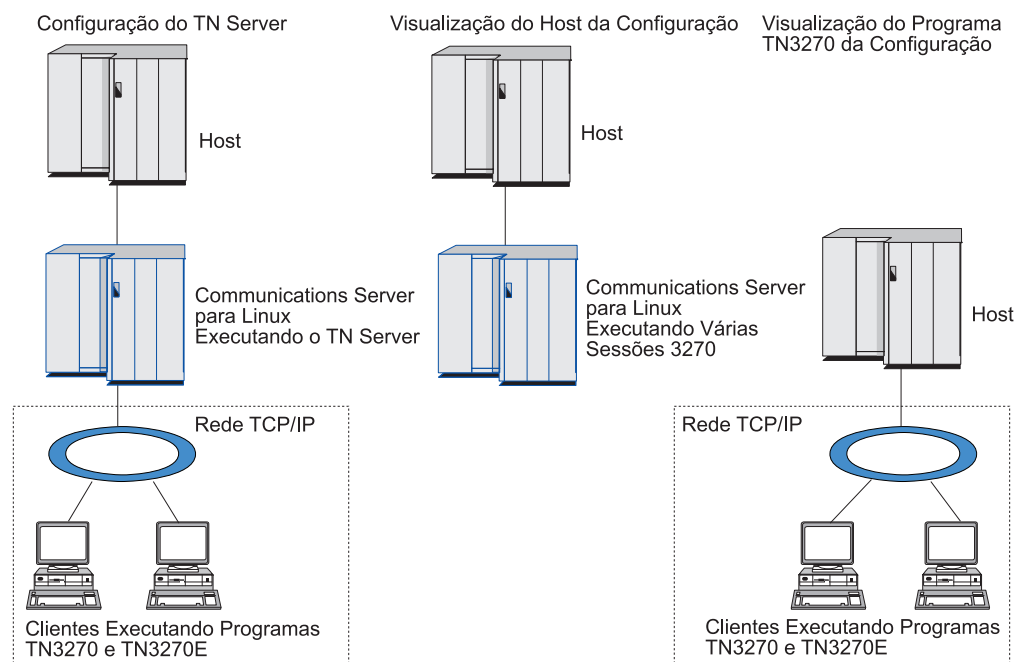 Configuração do TN Server
Host
Communications Server
para Linux
Executando o TN Server
Rede TCP/IP
Clientes Executando Programas
TN3270 e TN3270E
Visualização do Host da Configuração
Host
Communications Server
para Linux
Executando Várias
Sessões 3270
Visualização do Programa
TN3270 da Configuração
Host
Rede TCP/IP
Clientes Executando Programas
TN3270 e TN3270E